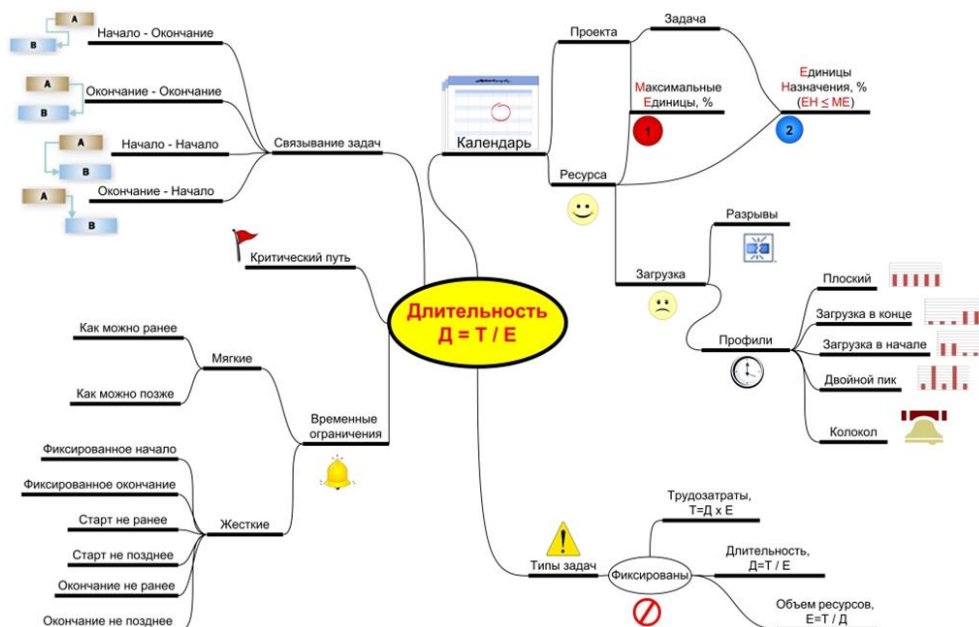 A
B
Начало - Окончание
A
B
Окончание - Окончание
A
B
Начало - Начало
A
B
Окончание - Начало
Связывание задач
Критический путь
Как можно ранее
Как можно позже
Мягкие
Временные
ограничения
Фиксированное начало
Фиксированное окончание
Старт не ранее
Старт не позднее
Окончание не ранее
Окончание не позднее
Жесткие
Длительность
Д = Т / Е
Календарь
Проекта
Задача
Максимальные
Единицы, %
1
Единицы
Назначения, %
(ЕН ≤ МЕ)
2
Ресурса
Загрузка
Разрывы
Профили
Плоский
Загрузка в конце
Загрузка в начале
Двойной пик
Колокол
Типы задач
Фиксированы
Трудозатраты,
Т=Д х Е
Длительность,
Д=Т / Е
Объем ресурсов,
Е=Т / Д